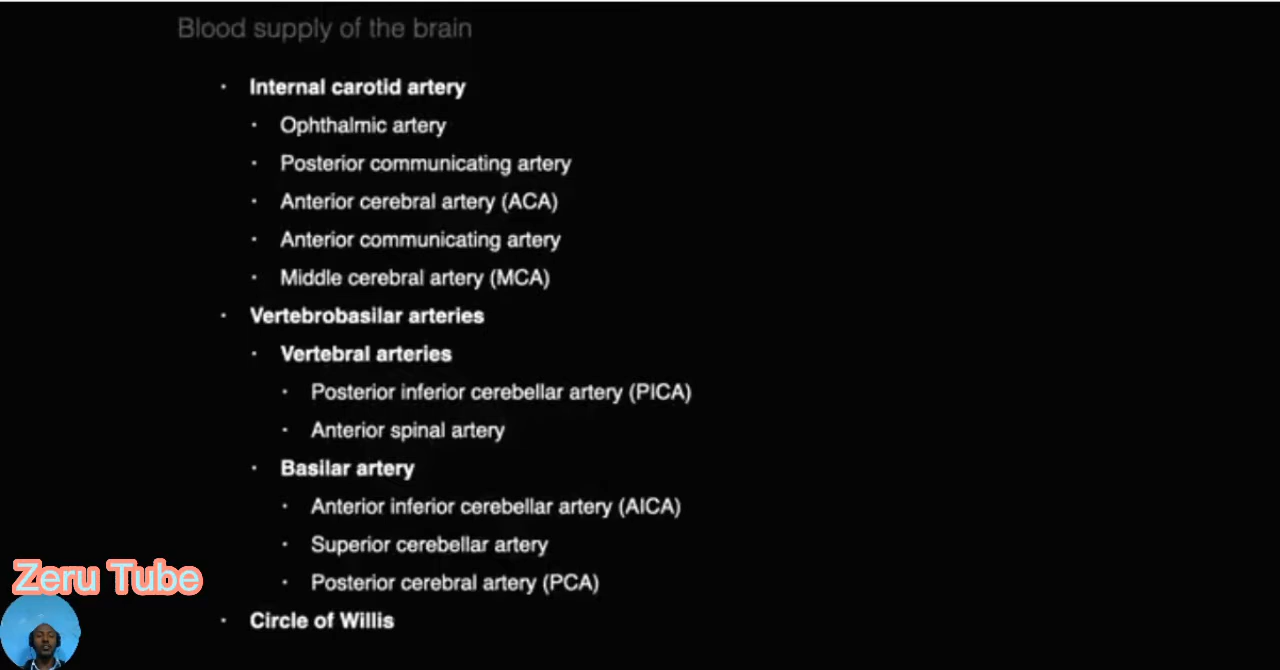 Blood supply of the brain
· Internal carotid artery
· Ophthalmic artery
· Posterior communicating artery
· Anterior cerebral artery (ACA)
· Anterior communicating artery
· Middle cerebral artery (MCA)
· Vertebrobasilar arteries
· Vertebral arteries
· Posterior inferior cerebellar artery (PICA)
· Anterior spinal artery
· Basilar artery
· Anterior inferior cerebellar artery (AICA)
· Superior cerebellar artery
· Posterior cerebral artery (PCA)
· Circle of Willis
Zeru Tube